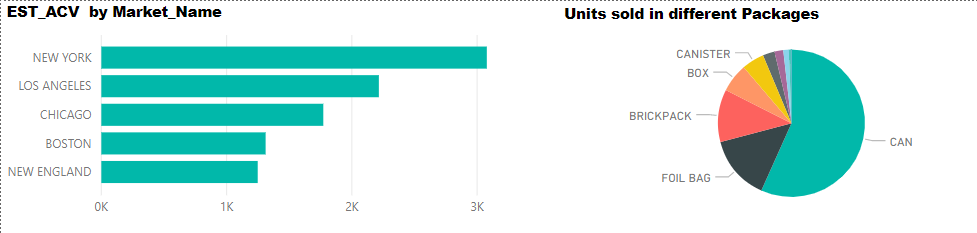 EST_ACV by Market_Name
NEW YORK
LOS ANGELES
CHICAGO
BOSTON
NEW ENGLAND
0K 1K 2K 3K
Units sold in different Packages
CANISTER
BOX
BRICKPACK
FOIL BAG
CAN